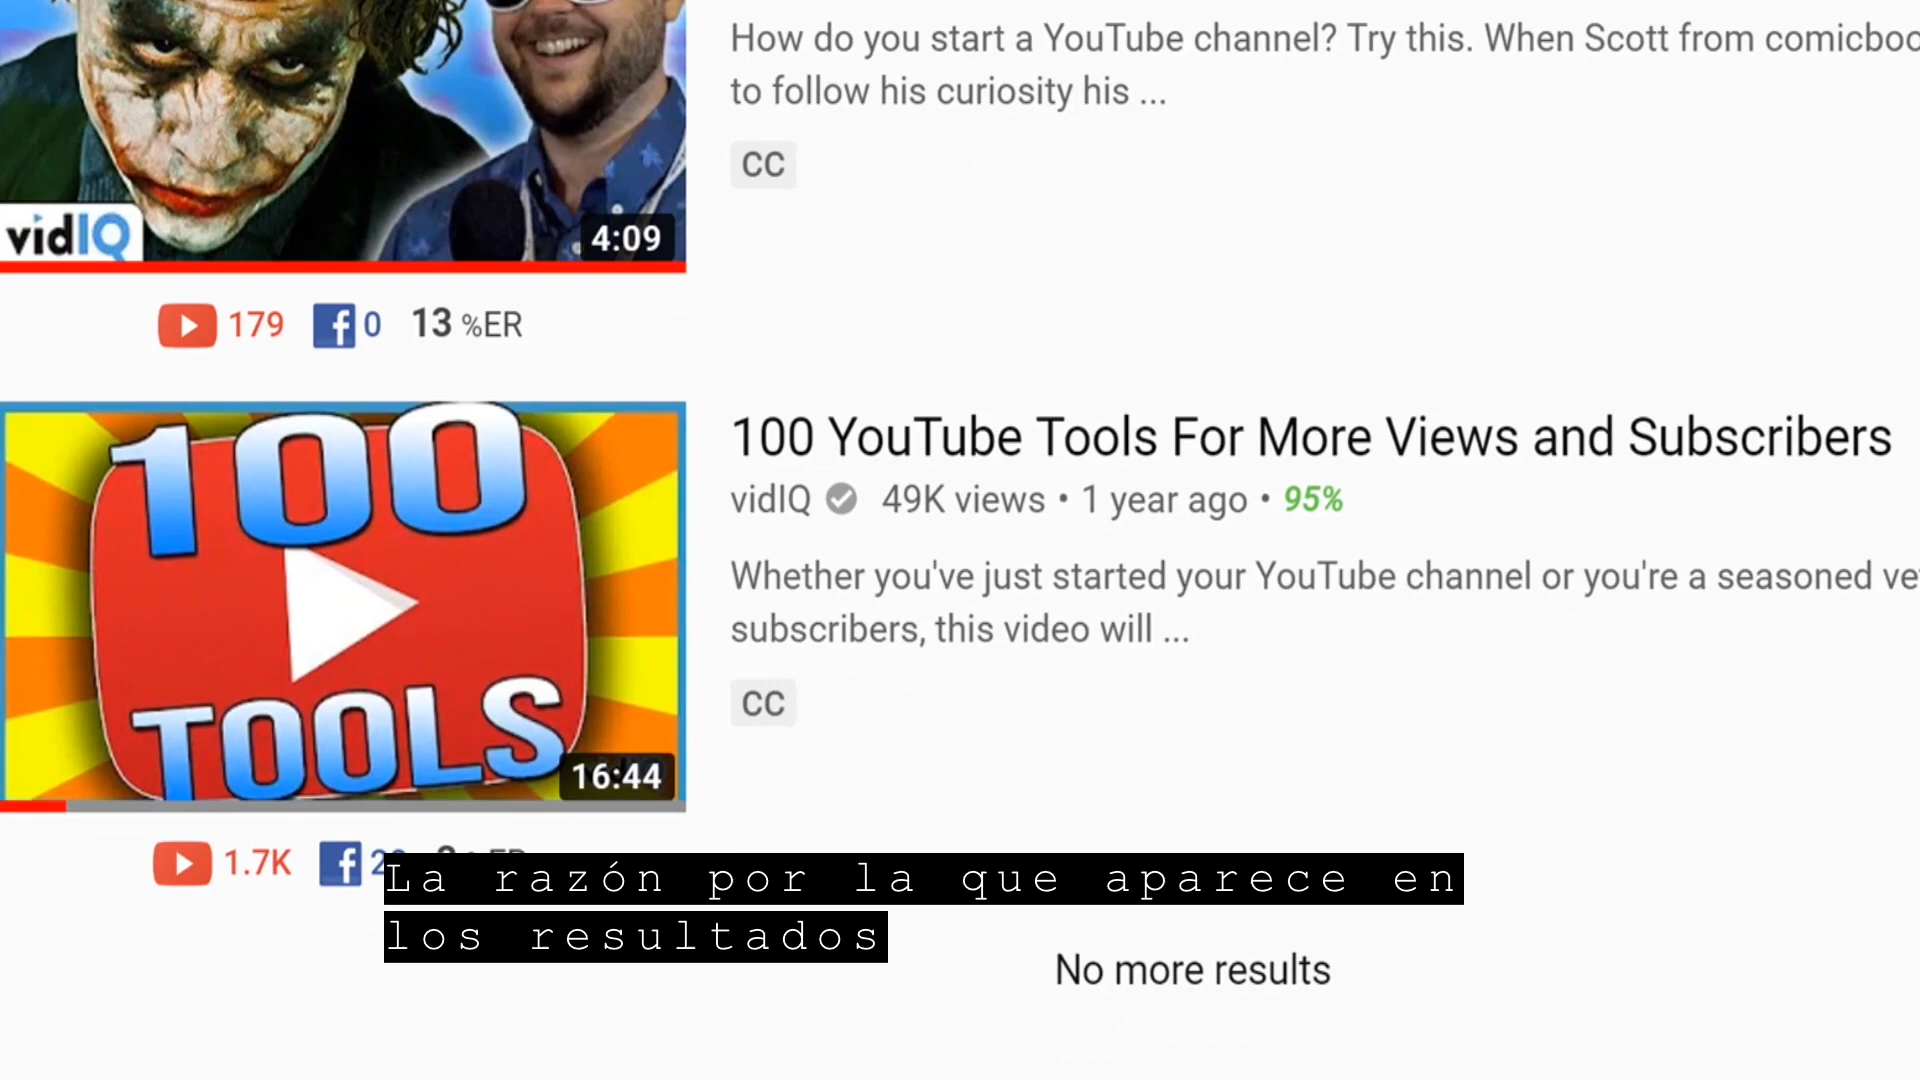 How do you start a YouTube channel? Try this. When Scott from
to follow his curiosity his ...
CC
vidIQ
4:09
179 0 13 %ER
100 YouTube Tools For More Views and Subscribers
vidIQ 49K views • 1 year ago • 95%
Whether you've just started your YouTube channel or you're a seasoned
subscribers, this video will ...
CC
100
TOOLS
16:44
1.7K
La razón por la que aparece en
los resultados
No more results